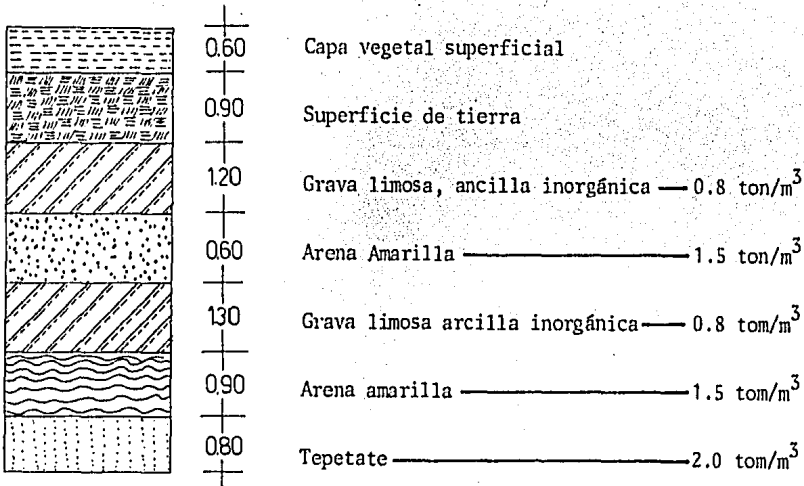 0.60 Capa vegetal superficial
0.90 Superficie de tierra
1.20 Grava limosa, ancilla inorgánica — 0.8 ton/m³
0.60 Arena Amarilla — 1.5 ton/m³
1.30 Grava limosa arcilla inorgánica — 0.8 tom/m³
0.90 Arena amarilla — 1.5 tom/m³
0.80 Tepetate — 2.0 tom/m³